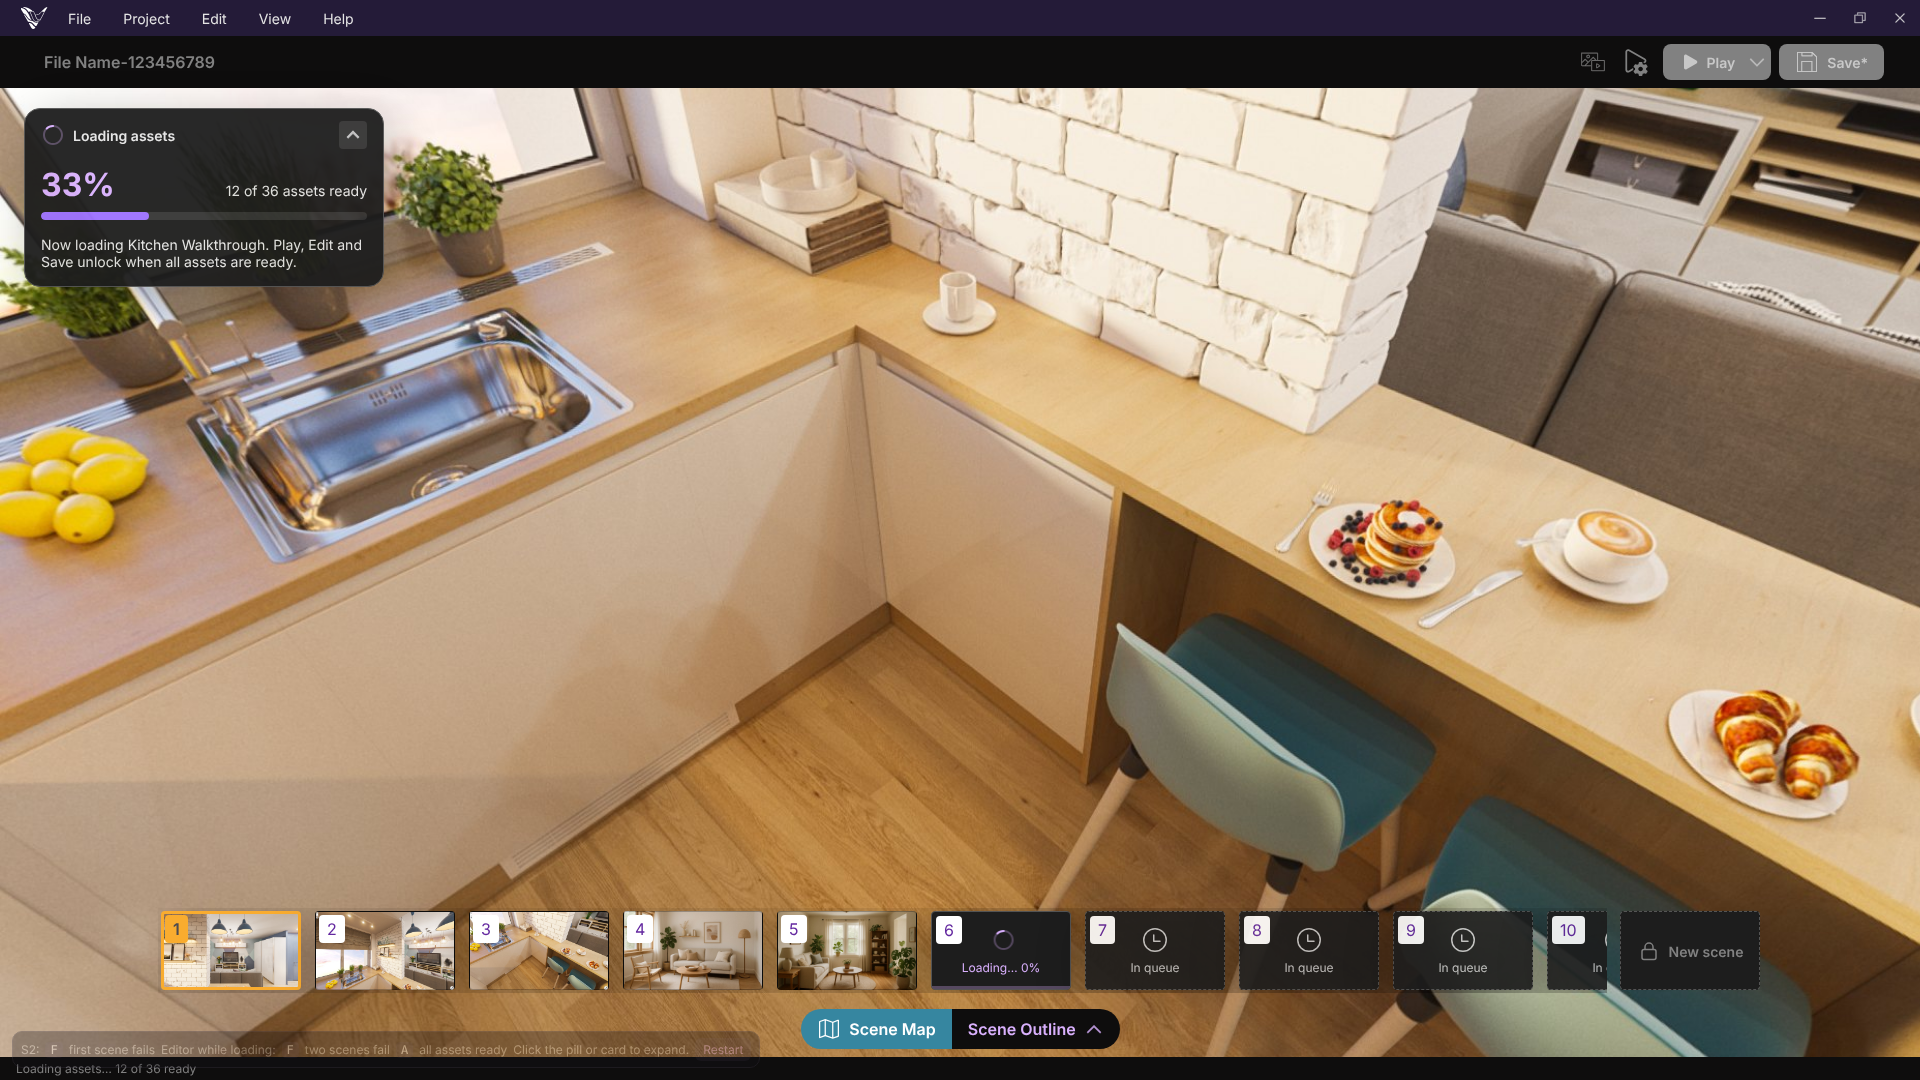 File Project Edit View Help
File Name-123456789
Play
Save*
Loading assets
33%
12 of 36 assets ready
Now loading Kitchen Walkthrough. Play, Edit and
Save unlock when all assets are ready.
1
2
3
4
5
6
Loading... 0%
7
In queue
8
In queue
9
In queue
10
In
New scene
Scene Map
Scene Outline
S2: F first scene fails Editor while loading: F two scenes fail A all assets ready Click the pill or card to expand. Restart
Loading assets... 12 of 36 ready